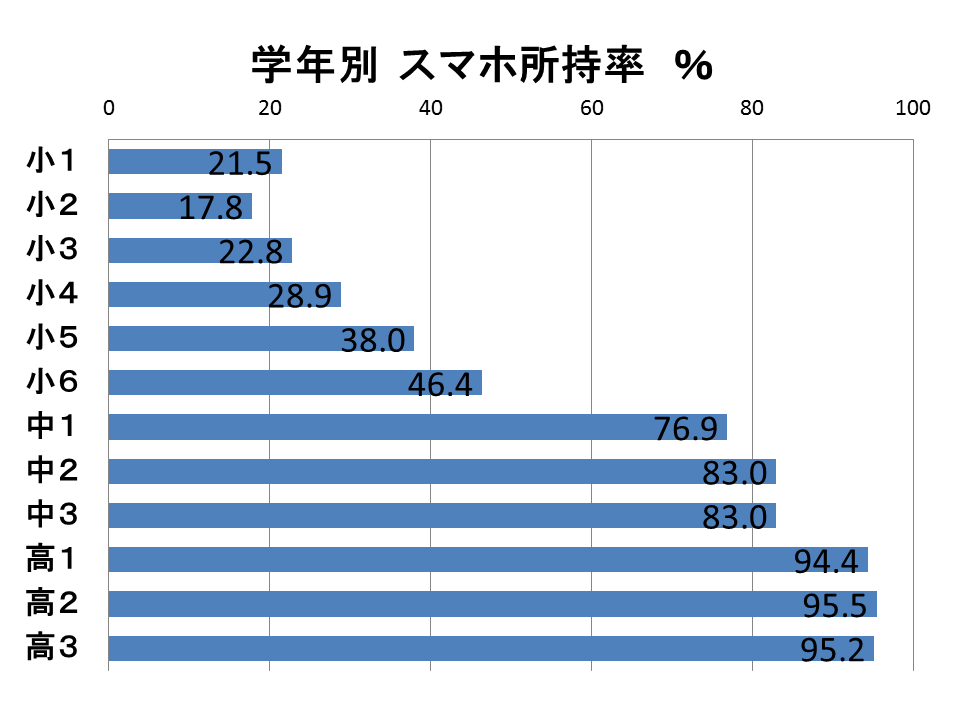 学年別 スマホ所持率 %
0 20 40 60 80 100
小１ 21.5
小２ 17.8
小３ 22.8
小４ 28.9
小５ 38.0
小６ 46.4
中１ 76.9
中２ 83.0
中３ 83.0
高１ 94.4
高２ 95.5
高３ 95.2